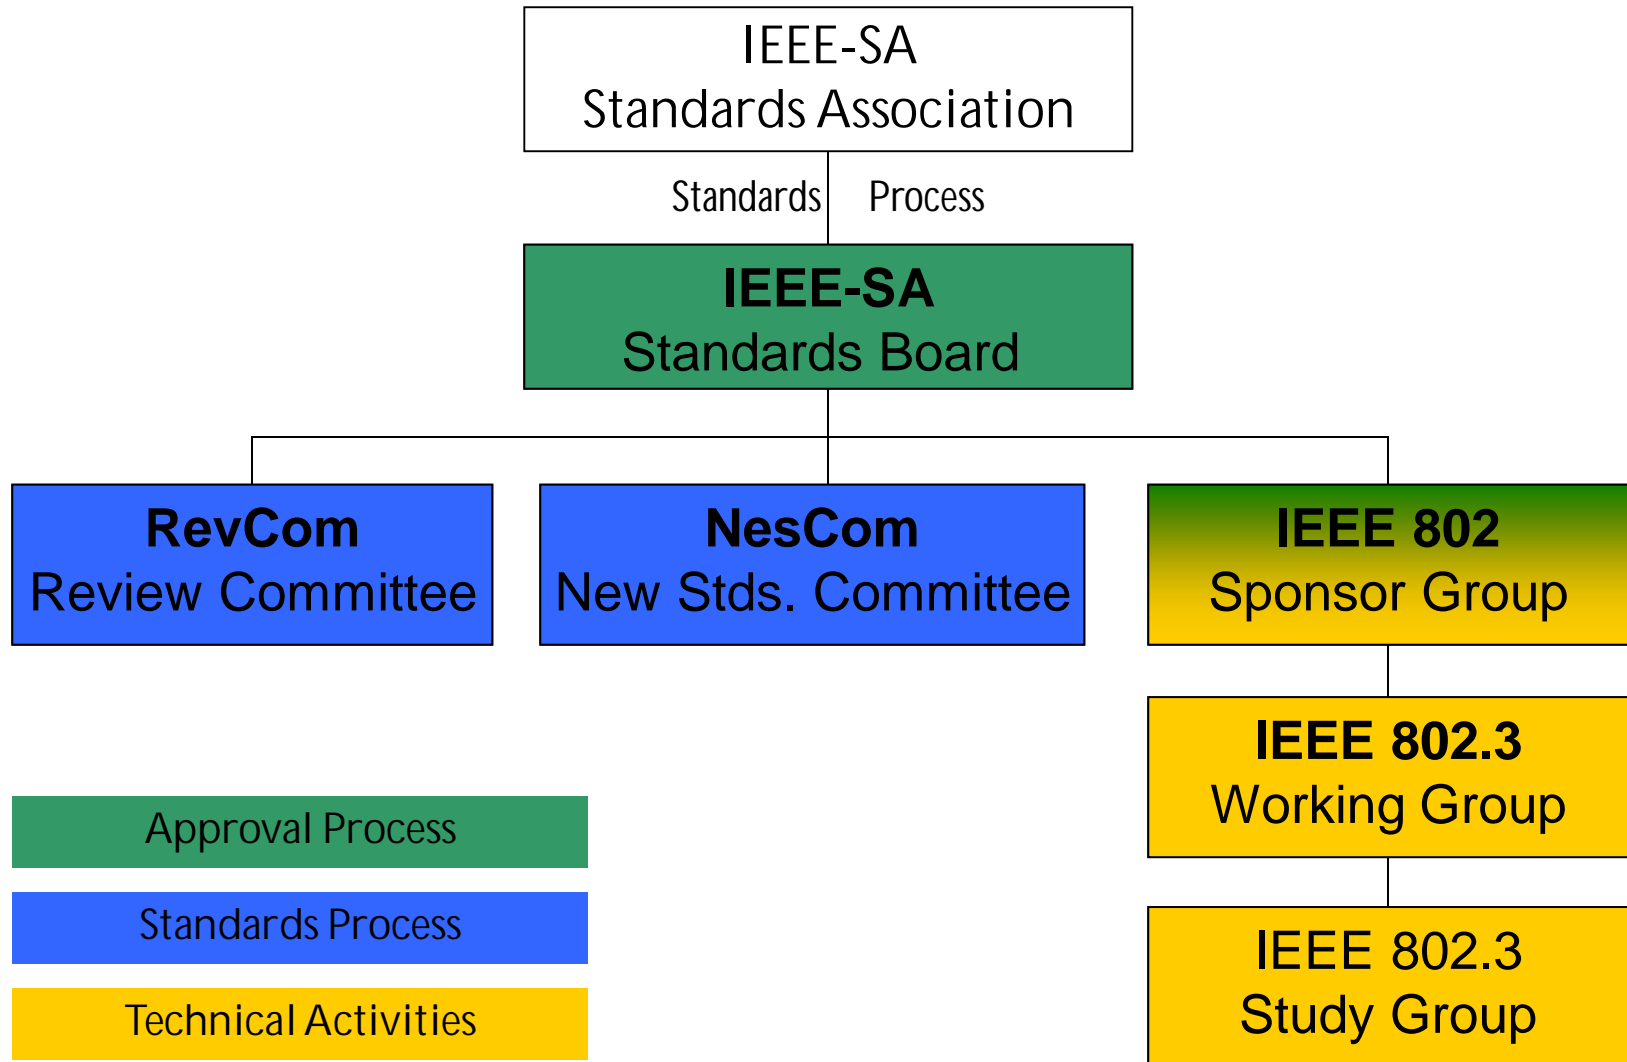 IEEE-SA
Standards Association
Standards Process
IEEE-SA
Standards Board
RevCom
Review Committee
NesCom
New Stds. Committee
IEEE 802
Sponsor Group
IEEE 802.3
Working Group
IEEE 802.3
Study Group
Approval Process
Standards Process
Technical Activities